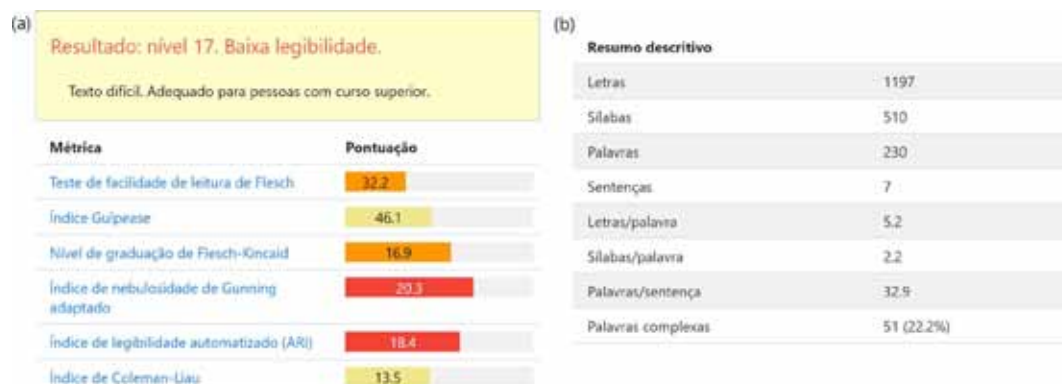 (a)
Resultado: nível 17. Baixa legibilidade.
Texto difícil. Adequado para pessoas com curso superior.
Métrica Pontuação
Teste de facilidade de leitura de Flesch 32.2
Índice Gulpease 46.1
Nível de graduação de Flesch-Kincaid 16.9
Índice de nebulosidade de Gunning
adaptado 20.3
Índice de legibilidade automatizado (ARI) 18.4
Índice de Coleman-Liau 13.5
(b)
Resumo descritivo
Letras 1197
Sílabas 510
Palavras 230
Sentenças 7
Letras/palavra 5.2
Sílabas/palavra 2.2
Palavras/sentença 32.9
Palavras complexas 51 (22.2%)